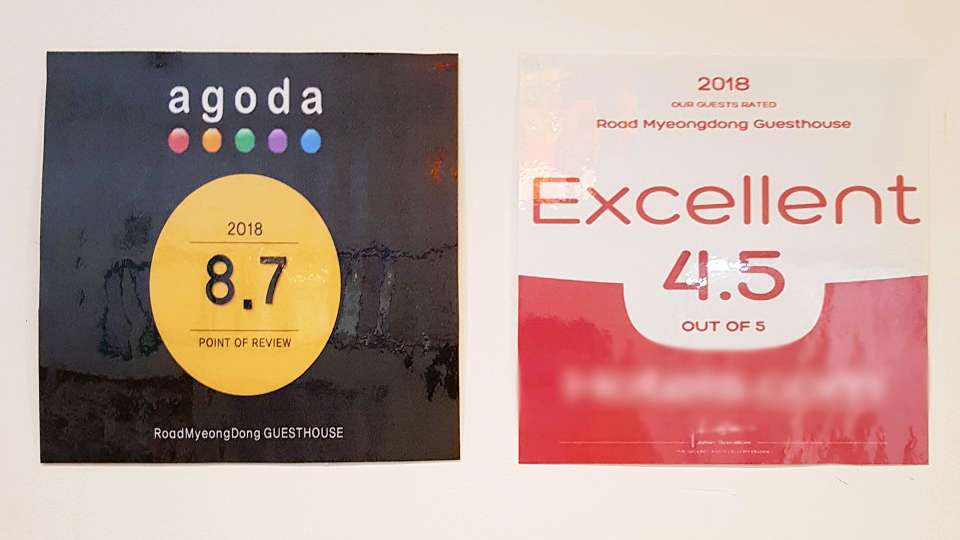 agoda
2018
8.7
POINT OF REVIEW
RoadMyeongDong GUESTHOUSE
2018
OUR GUESTS RATED
Road Myeongdong Guesthouse
Excellent
4.5
OUT OF 5